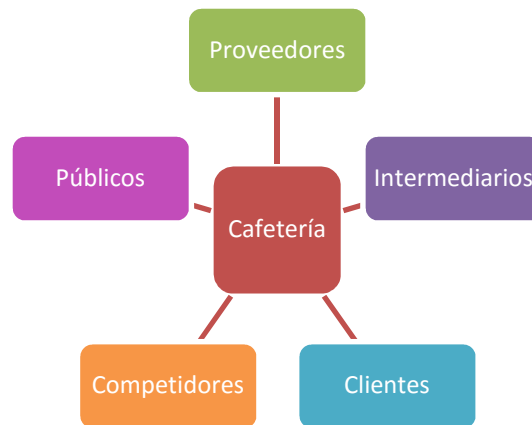 Proveedores
Públicos
Intermediarios
Cafetería
Competidores
Clientes